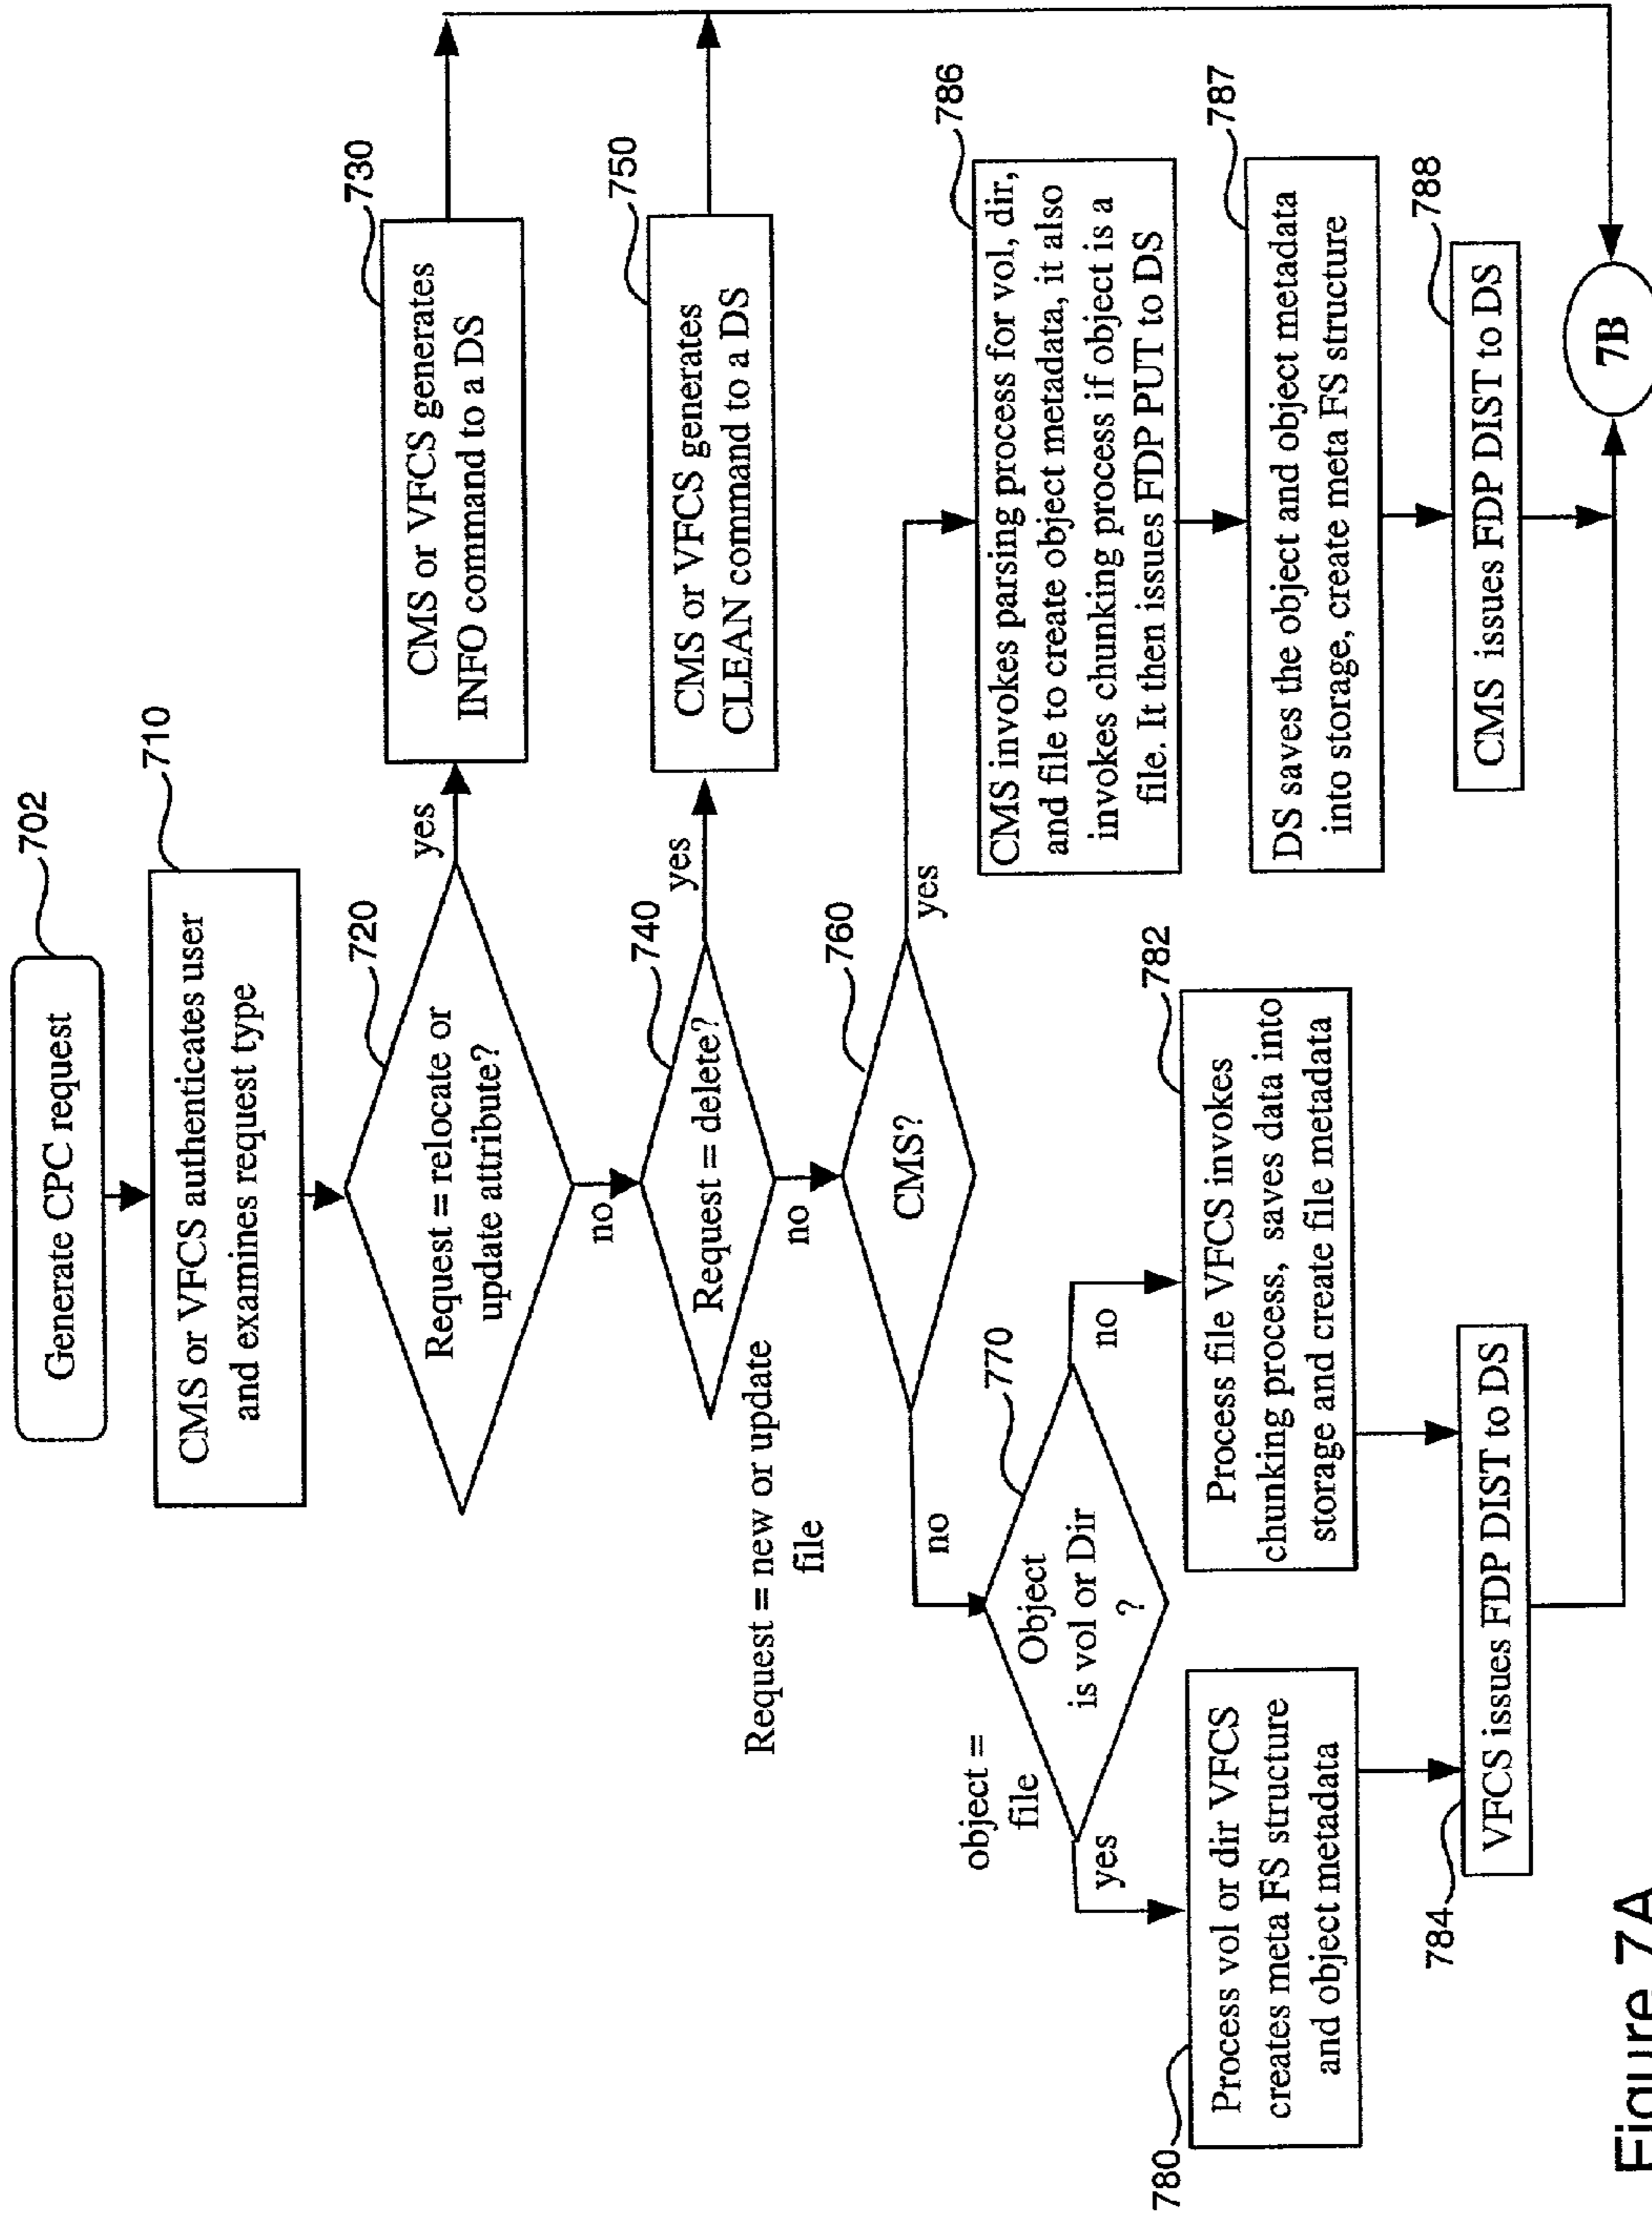 Generate CPC request
702
CMS or VFCS authenticates user
and examines request type
710
Request = relocate or
update attribute?
720
yes
CMS or VFCS generates
INFO command to a DS
730
no
Request = delete?
740
yes
CMS or VFCS generate
CLEAN command to a DS
750
no
Request = new or update
file
CMS?
760
yes
no
Object
is vol or Dir
?
770
object =
file
yes
no
780
Process vol or dir VFCS
creates meta FS structure
and object metadata
Process file VFCS invokes
chunking process, saves data into
storage and create file metadata
782
784
VFCS issues FDP DIST to DS
CMS invokes parsing process for vol, dir,
and file to create object metadata, it also
invokes chunking process if object is a
file. It then issues FDP PUT to DS
786
DS saves the object and object metadata
into storage, create meta FS structure
787
CMS issues FDP DIST to DS
788
7B
Figure 7A